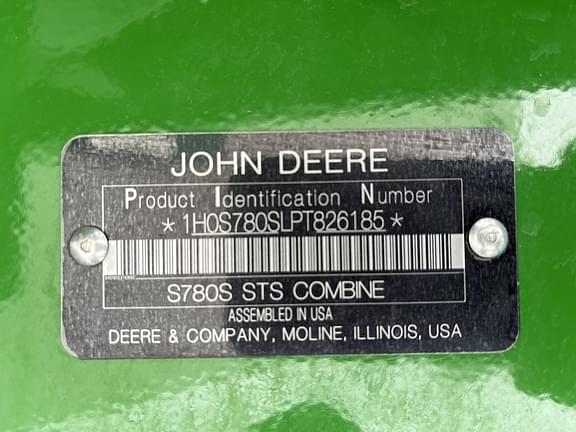 JOHN DEERE
Product Identification Number
*1H0S780SLPT826185*
S780S STS COMBINE
ASSEMBLED IN USA
DEERE & COMPANY, MOLINE, ILLINOIS, USA